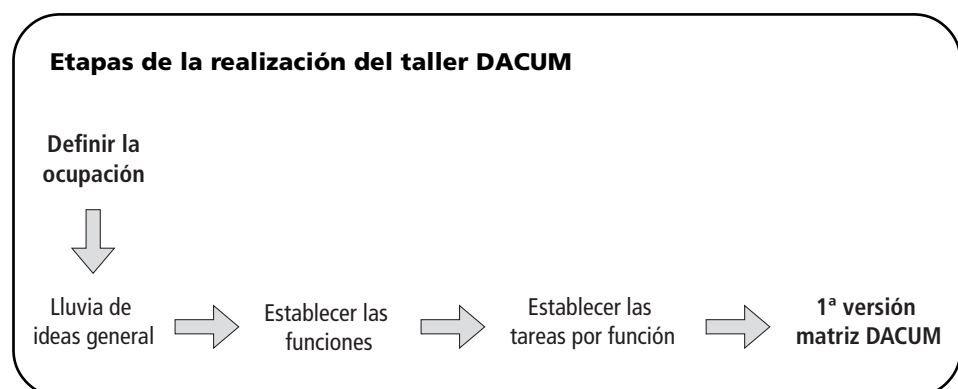 Etapas de la realización del taller DACUM
Definir la
ocupación
Lluvia de
ideas general
Establecer las
funciones
Establecer las
tareas por función
1ª versión
matriz DACUM